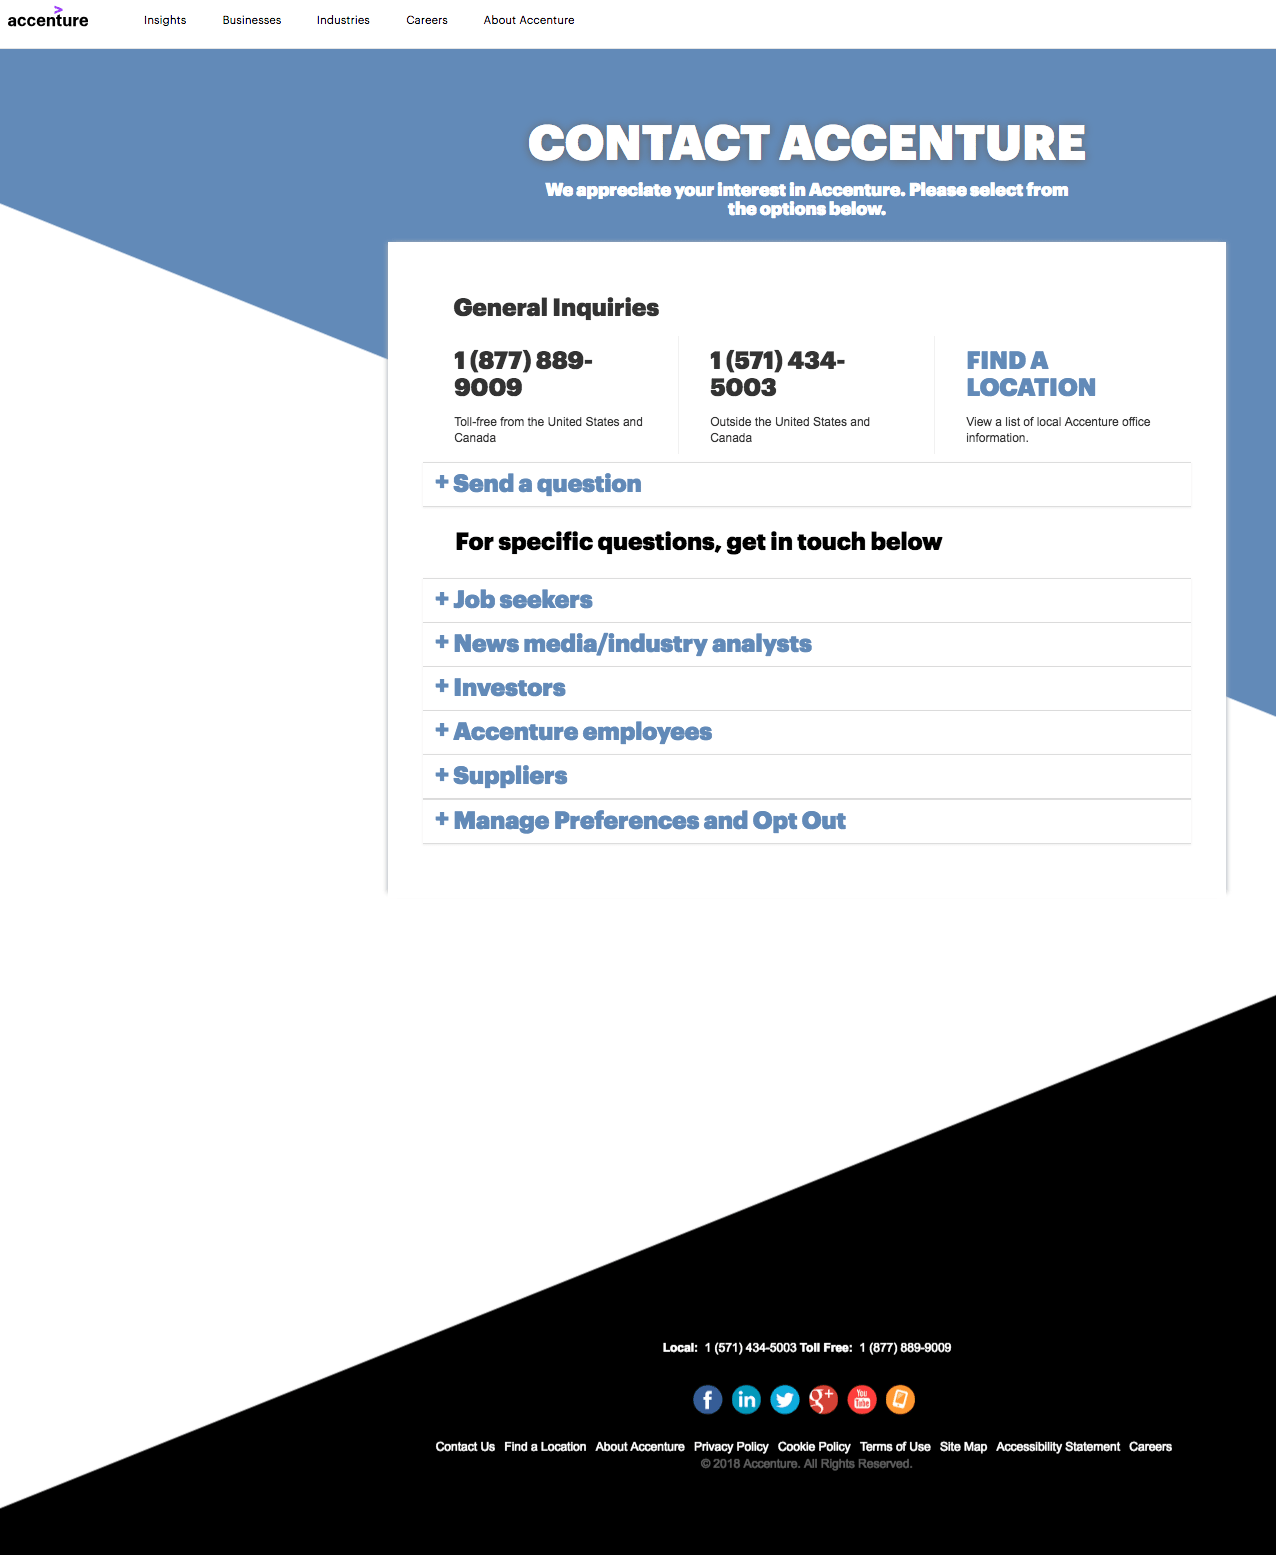 accenture
Insights Businesses Industries Careers About Accenture
CONTACT ACCENTURE
We appreciate your interest in Accenture. Please select from
the options below.
General Inquiries
1 (877) 889-
9009
Toll-free from the United States and
Canada
1 (571) 434-
5003
Outside the United States and
Canada
FIND A
LOCATION
View a list of local Accenture office
information.
+ Send a question
For specific questions, get in touch below
+ Job seekers
+ News media/industry analysts
+ Investors
+ Accenture employees
+ Suppliers
+ Manage Preferences and Opt Out
Local: 1 (571) 434-5003 Toll Free: 1 (877) 889-9009
f in g+ You Tube
Contact Us Find a Location About Accenture Privacy Policy Cookie Policy Terms of Use Site Map Accessibility Statement Careers
© 2018 Accenture. All Rights Reserved.